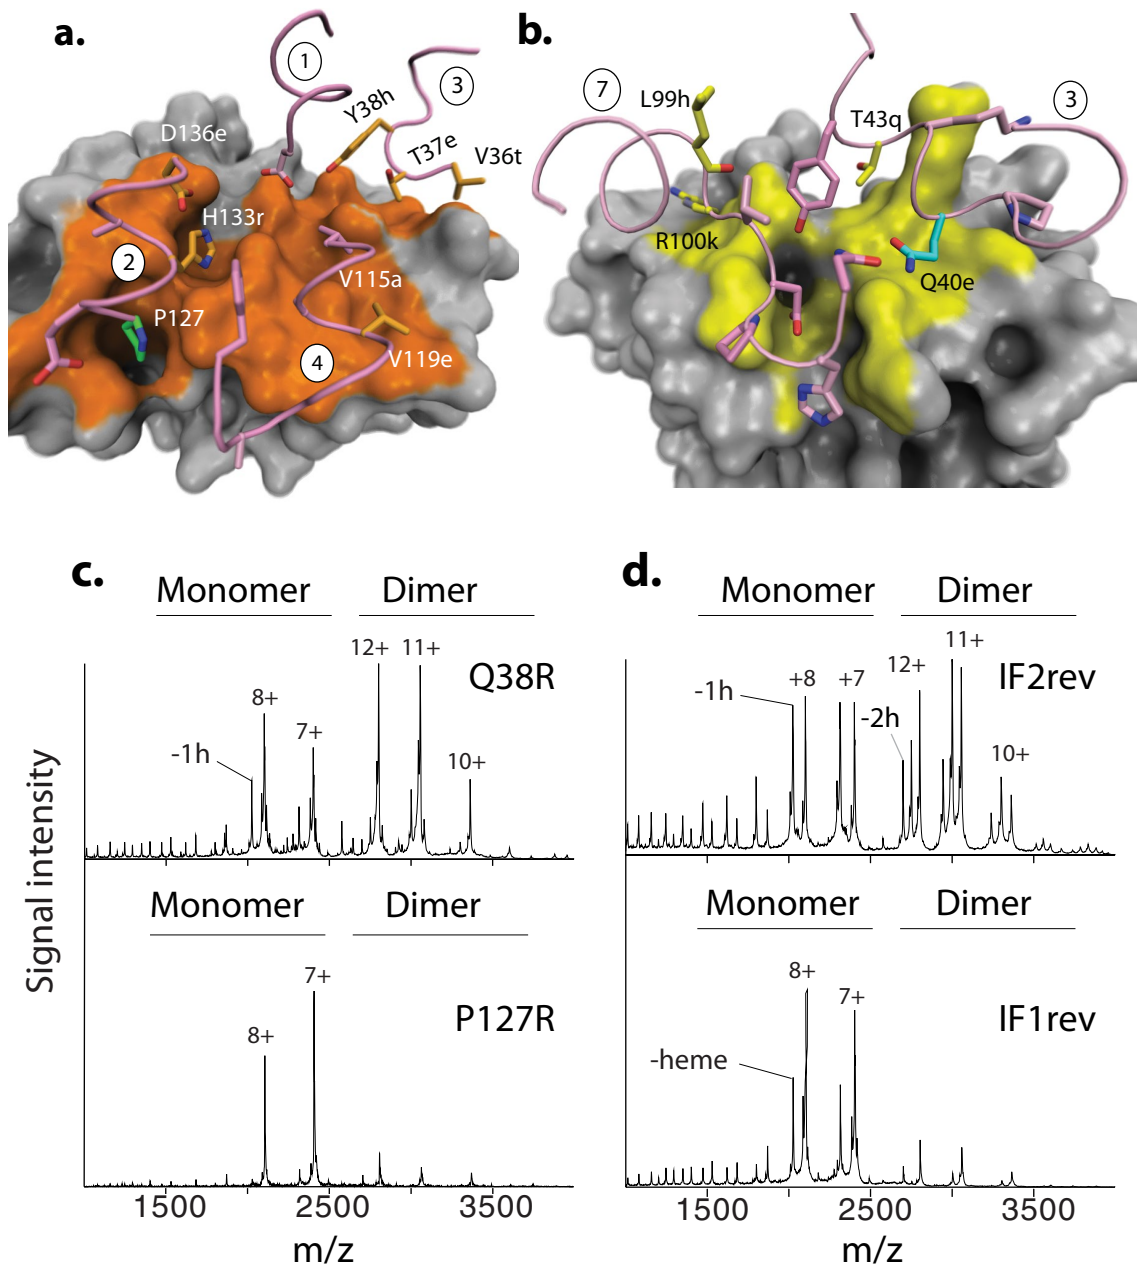 a.
1
3
Y38h
D136e
T37e
V36t
H133r
2
V115a
P127
V119e
4
b.
7
L99h
3
T43q
R100k
Q40e
c.
Monomer
Dimer
12+
11+
Q38R
8+
7+
-1h
10+
Monomer
Dimer
7+
8+
P127R
Signal intensity
1500
2500
3500
m/z
d.
Monomer
Dimer
11+
12+
IF2rev
-1h
+8
+7
-2h
10+
Monomer
Dimer
8+
7+
IF1rev
-heme
1500
2500
3500
m/z